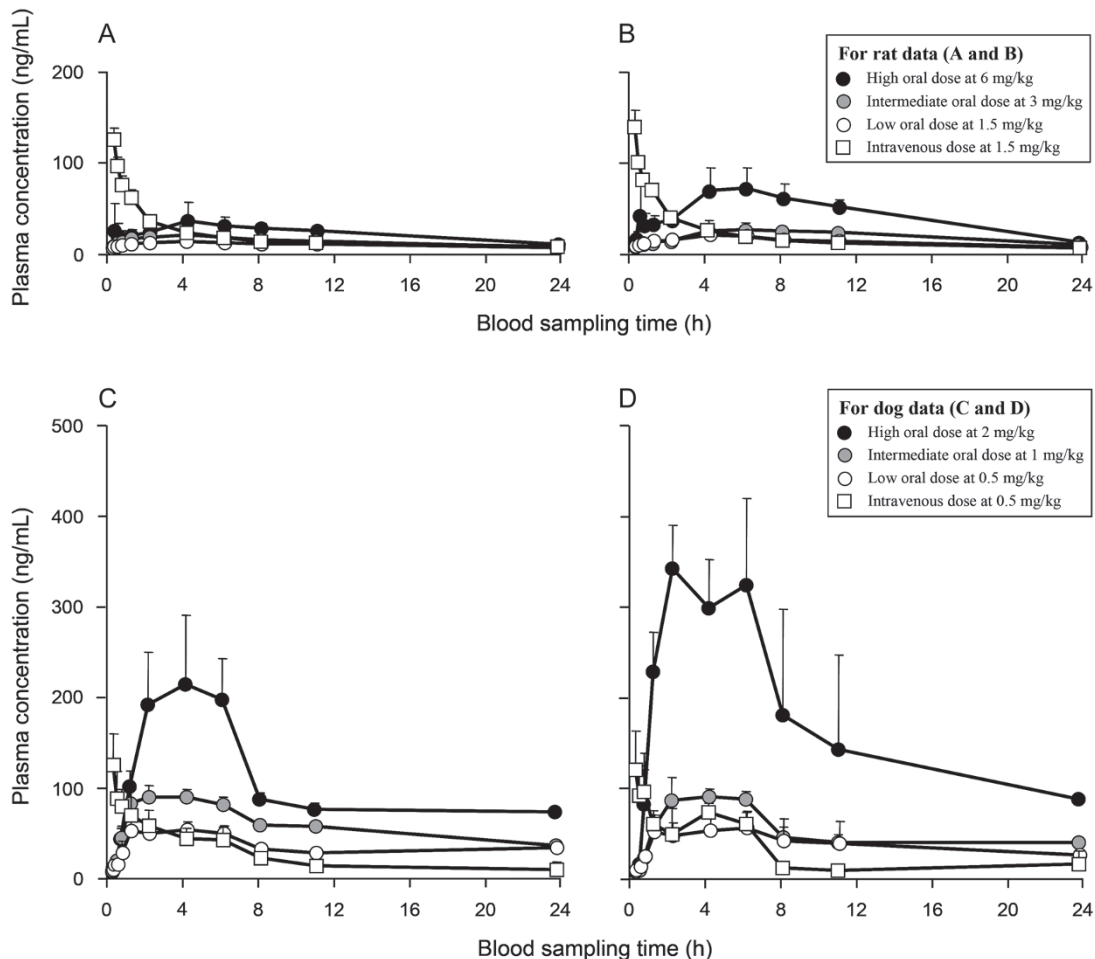 A
B
Plasma concentration (ng/mL)
200
100
0
0 4 8 12 16 20 24
0 4 8 12 16 20 24
Blood sampling time (h)
For rat data (A and B)
High oral dose at 6 mg/kg
Intermediate oral dose at 3 mg/kg
Low oral dose at 1.5 mg/kg
Intravenous dose at 1.5 mg/kg
C
D
Plasma concentration (ng/mL)
500
400
300
200
100
0
0 4 8 12 16 20 24
0 4 8 12 16 20 24
Blood sampling time (h)
For dog data (C and D)
High oral dose at 2 mg/kg
Intermediate oral dose at 1 mg/kg
Low oral dose at 0.5 mg/kg
Intravenous dose at 0.5 mg/kg